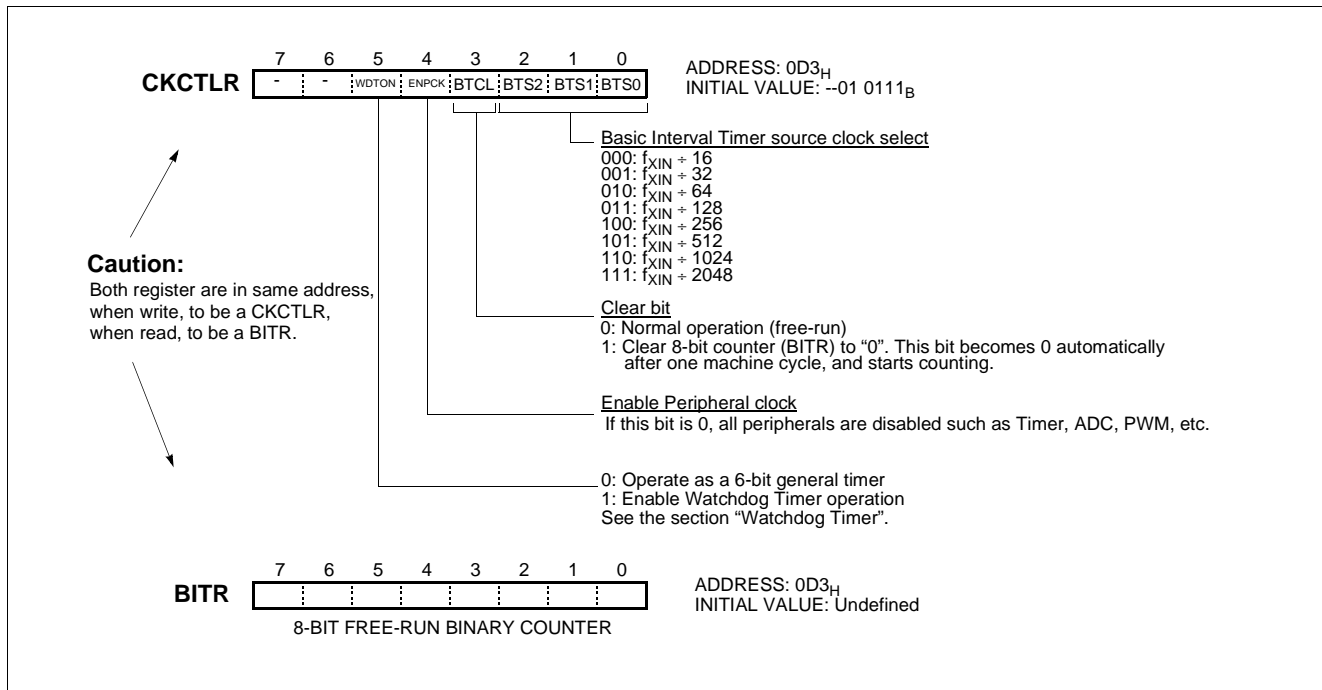 7 6 5 4 3 2 1 0
CKCTLR - - WDTON ENPCK BTCL BTS2 BTS1 BTS0
ADDRESS: 0D3H
INITIAL VALUE: --01 0111B
Basic Interval Timer source clock select
000: fXIN ÷ 16
001: fXIN ÷ 32
010: fXIN ÷ 64
011: fXIN ÷ 128
100: fXIN ÷ 256
101: fXIN ÷ 512
110: fXIN ÷ 1024
111: fXIN ÷ 2048
Caution:
Both register are in same address,
when write, to be a CKCTLR,
when read, to be a BITR.
Clear bit
0: Normal operation (free-run)
1: Clear 8-bit counter (BITR) to “0”. This bit becomes 0 automatically
after one machine cycle, and starts counting.
Enable Peripheral clock
If this bit is 0, all peripherals are disabled such as Timer, ADC, PWM, etc.
0: Operate as a 6-bit general timer
1: Enable Watchdog Timer operation
See the section “Watchdog Timer”.
7 6 5 4 3 2 1 0
BITR
ADDRESS: 0D3H
INITIAL VALUE: Undefined
8-BIT FREE-RUN BINARY COUNTER